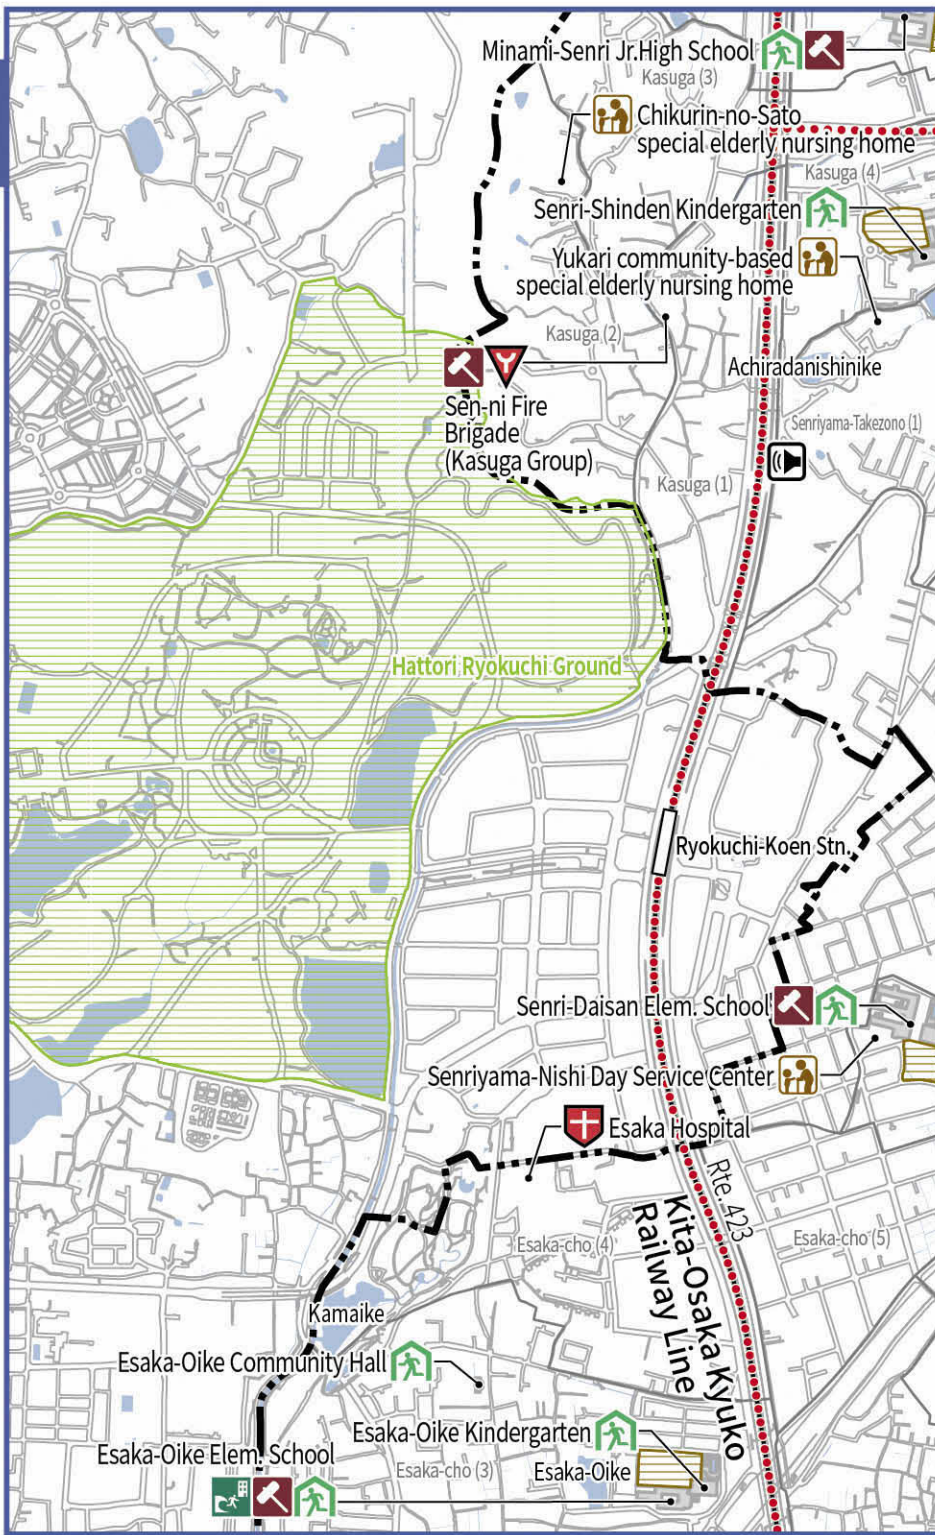 Minami-Senri Jr.High School
Kasuga (3)
Chikurin-no-Sato
special elderly nursing home
Kasuga (4)
Senri-Shinden Kindergarten
Yukari community-based
special elderly nursing home
Kasuga (2)
Achiradanishinike
Sen-ni Fire
Brigade
(Kasuga Group)
Senriyama-Takezono (1)
Kasuga (1)
Hattori Ryokuchi Ground
Ryokuchi-Koen Stn.
Senri-Daisan Elem. School
Senriyama-Nishi Day Service Center
Esaka Hospital
Rte. 423
Kita-Osaka Kyuko
Railway Line
Esaka-cho (4)
Esaka-cho (5)
Kamaike
Esaka-Oike Community Hall
Esaka-Oike Kindergarten
Esaka-Oike Elem. School
Esaka-cho (3)
Esaka-Oike